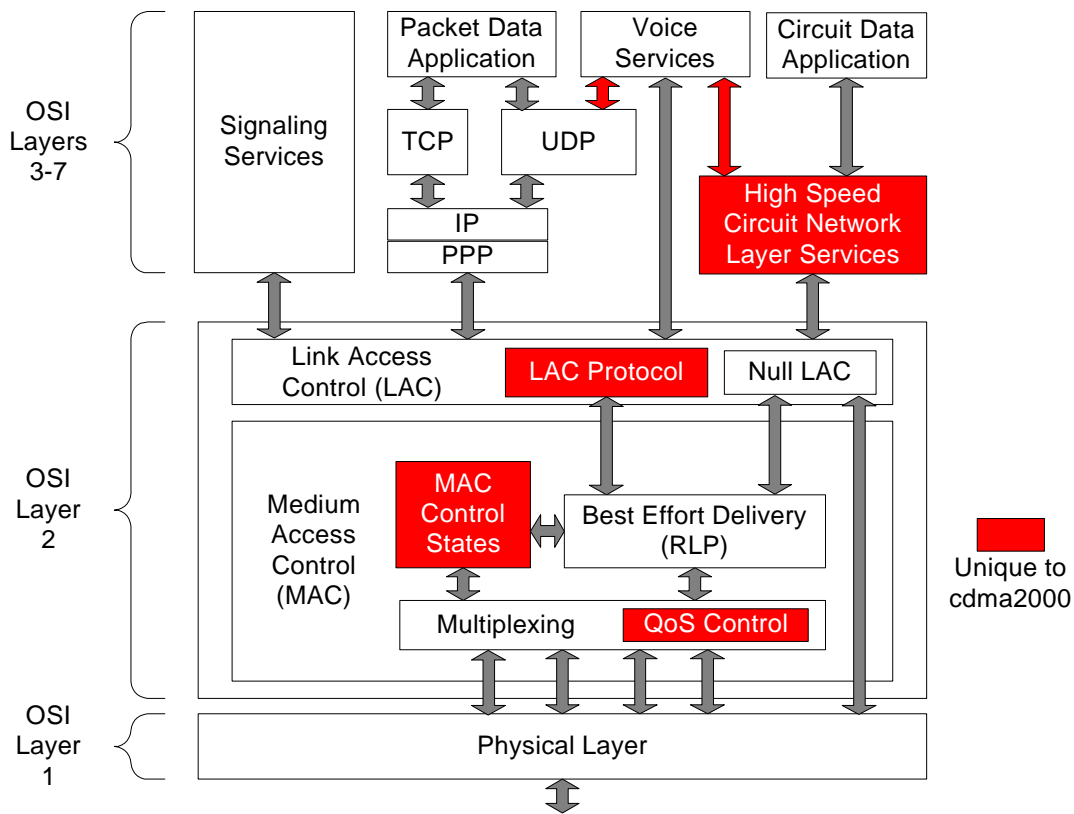 OSI
Layers
3-7
Signaling
Services
Packet Data
Application
Voice
Services
Circuit Data
Application
TCP
UDP
IP
PPP
High Speed
Circuit Network
Layer Services
OSI
Layer
2
Link Access
Control (LAC)
LAC Protocol
Null LAC
Medium
Access
Control
(MAC)
MAC
Control
States
Best Effort Delivery
(RLP)
Multiplexing
QoS Control
Unique to
cdma2000
OSI
Layer
1
Physical Layer